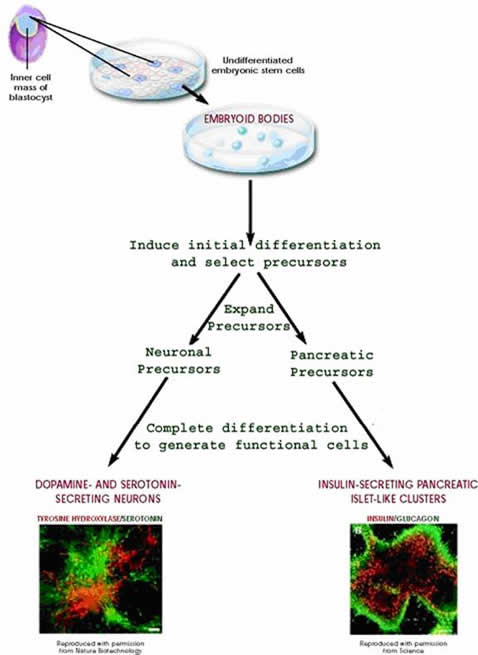 Inner cell
mass of
blastocyst
Undifferentiated
embryonic stem cells
EMBRYOID BODIES
Induce initial differentiation
and select precursors
Expand
Precursors
Neuronal
Precursors
Pancreatic
Precursors
Complete differentiation
to generate functional cells
DOPAMINE- AND SEROTONIN-
SECRETING NEURONS
INSULIN-SECRETING PANCREATIC
ISLET-LIKE CLUSTERS
TYROSINE HYDROXYLASE/SEROTONIN
INSULIN/GLUCAGON
Reproduced with permission
from Nature Biotechnology
Reproduced with permission
from Science